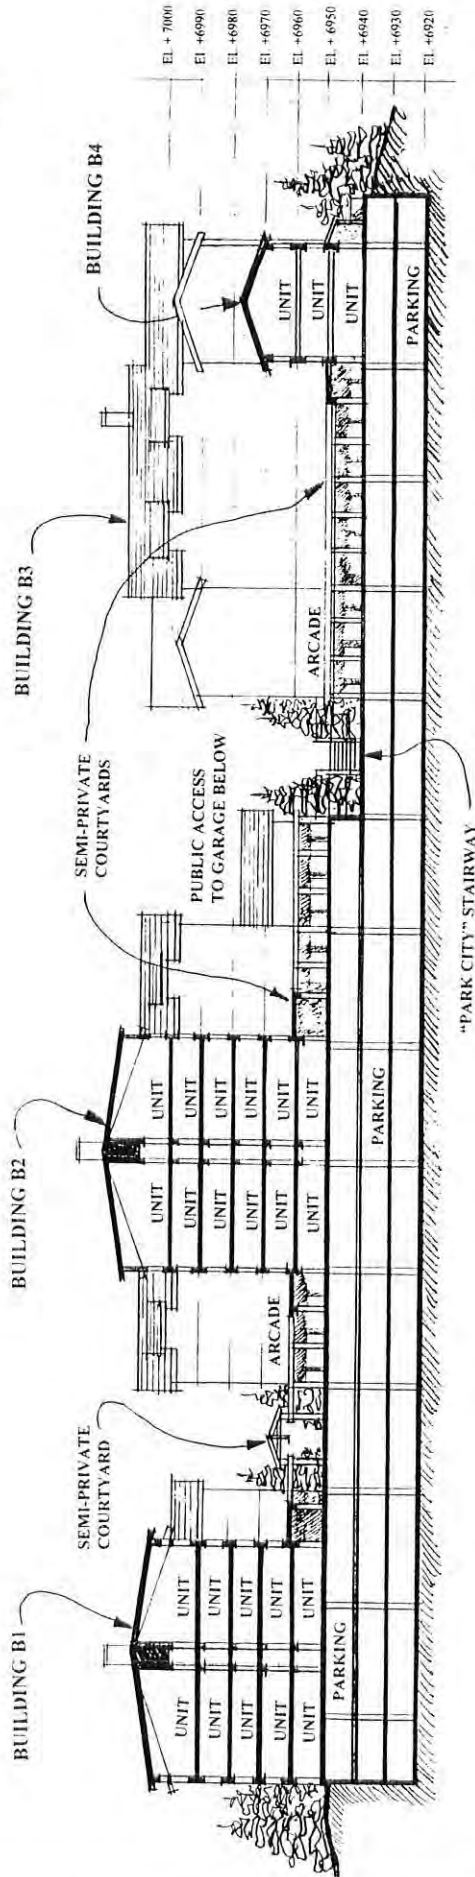 BUILDING B1
SEMI-PRIVATE
COURTYARD
BUILDING B2
SEMI-PRIVATE
COURTYARDS
BUILDING B3
BUILDING B4
PUBLIC ACCESS
TO GARAGE BELOW
UNIT UNIT
UNIT UNIT
UNIT UNIT
UNIT UNIT
UNIT UNIT
ARCADE
UNIT UNIT
UNIT UNIT
UNIT UNIT
UNIT UNIT
UNIT UNIT
UNIT UNIT
ARCADE
UNIT
UNIT
UNIT
PARKING
PARKING
PARKING
"PARK CITY" STAIRWAY
EL + 7000
EL +6990
EL +6980
EL +6970
EL +6960
EL +6950
EL +6940
EL +6930
EL +6920